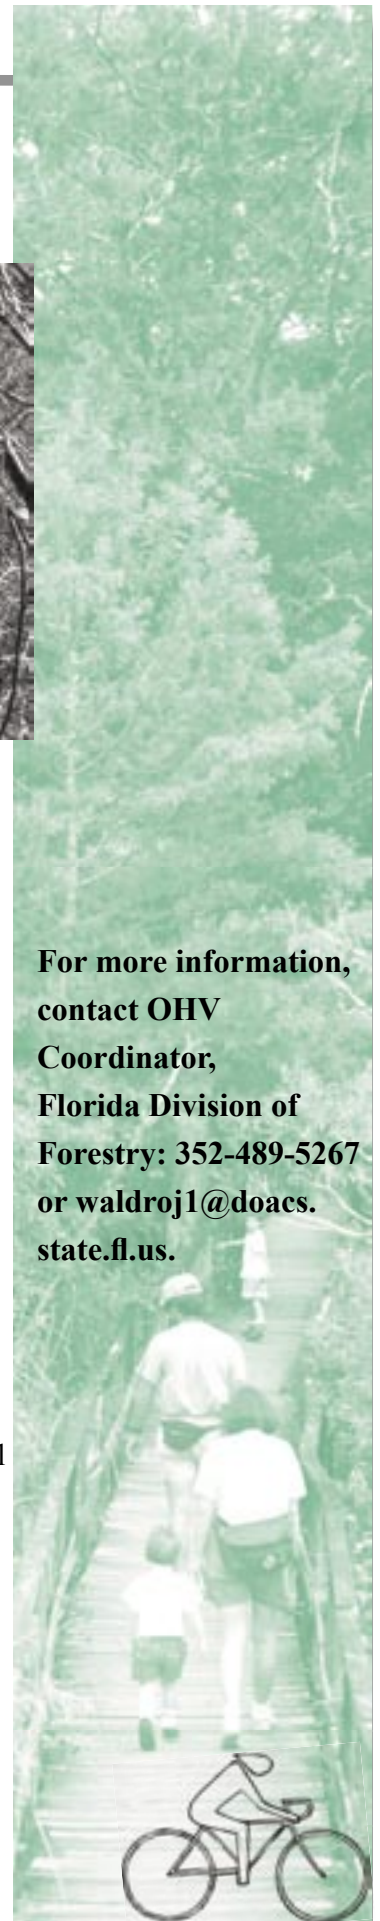 For more information,
contact OHV
Coordinator,
Florida Division of
Forestry: 352-489-5267
or waldroj1@doacs.
state.fl.us.